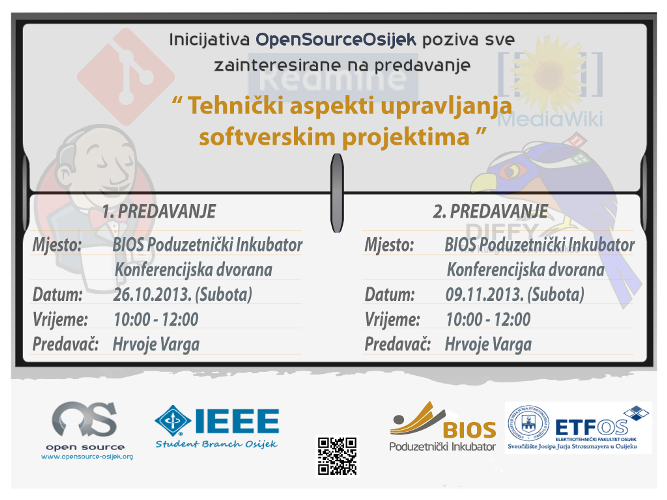 Inicijativa OpenSourceOsijek poziva sve
zainteresirane na predavanje
Redmine
“ Tehnički aspekti upravljanja
softverskim projektima ”
MediaWiki
1. PREDAVANJE
Mjesto: BIOS Poduzetnički Inkubator
Konferencijska dvorana
Datum: 26.10.2013. (Subota)
Vrijeme: 10:00 - 12:00
Predavač: Hrvoje Varga
2. PREDAVANJE
DIFFY
Mjesto: BIOS Poduzetnički Inkubator
Konferencijska dvorana
Datum: 09.11.2013. (Subota)
Vrijeme: 10:00 - 12:00
Predavač: Hrvoje Varga
OS
open source
www.opensource-osijek.org
IEEE
Student Branch Osijek
BIOS
Poduzetnički Inkubator
ETFOS
ELEKTROTEHNIČKI FAKULTET OSIJEK
Sveučilište Josipa Jurja Strossmayera u Osijeku